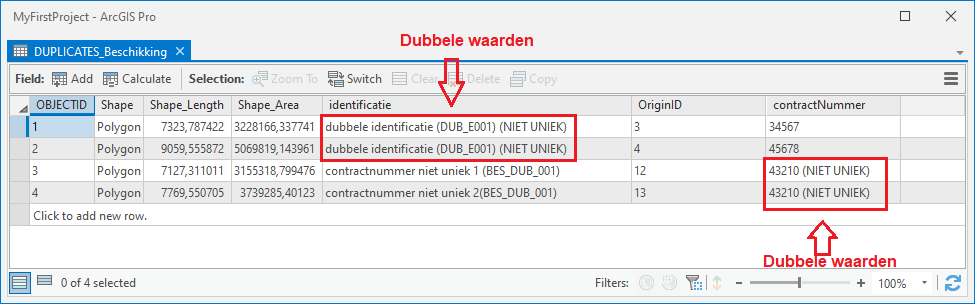 MyFirstProject - ArcGIS Pro
Dubbele waarden
DUPLICATES_Beschikking
Field: Add Calculate Selection: Zoom To Switch Clear Delete Copy
OBJECTID Shape Shape_Length Shape_Area identificatie OriginID contractNummer
1 Polygon 7323,787422 3228166,337741 dubbele identificatie (DUB_E001) (NIET UNIEK) 3 34567
2 Polygon 9059,555872 5069819,143961 dubbele identificatie (DUB_E001) (NIET UNIEK) 4 45678
3 Polygon 7127,311011 3155318,799476 contractnummer niet uniek 1 (BES_DUB_001) 12 43210 (NIET UNIEK)
4 Polygon 7769,550705 3739285,40123 contractnummer niet uniek 2(BES_DUB_001) 13 43210 (NIET UNIEK)
Click to add new row.
Dubbele waarden
0 of 4 selected Filters: 100%